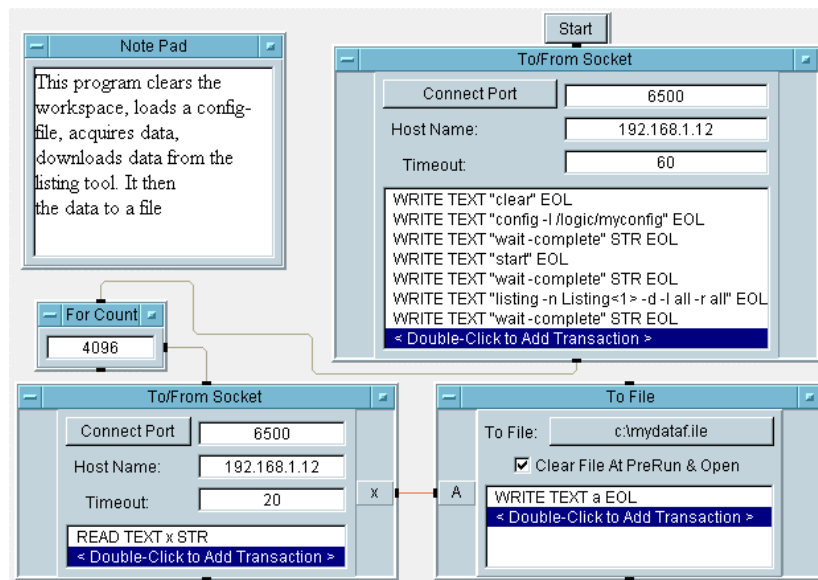 Start
Note Pad
This program clears the
workspace, loads a config-
file, acquires data,
downloads data from the
listing tool. It then
the data to a file
To/From Socket
Connect Port 6500
Host Name: 192.168.1.12
Timeout: 60
WRITE TEXT "clear" EOL
WRITE TEXT "config -l /logic/myconfig" EOL
WRITE TEXT "wait -complete" STR EOL
WRITE TEXT "start" EOL
WRITE TEXT "wait -complete" STR EOL
WRITE TEXT "listing -n Listing<1> -d -l all -r all" EOL
WRITE TEXT "wait -complete" STR EOL
< Double-Click to Add Transaction >
For Count
4096
To/From Socket
Connect Port 6500
Host Name: 192.168.1.12
Timeout: 20
READ TEXT x STR
< Double-Click to Add Transaction >
X
To File
To File: c:\mydataf.ile
Clear File At PreRun & Open
A
WRITE TEXT a EOL
< Double-Click to Add Transaction >